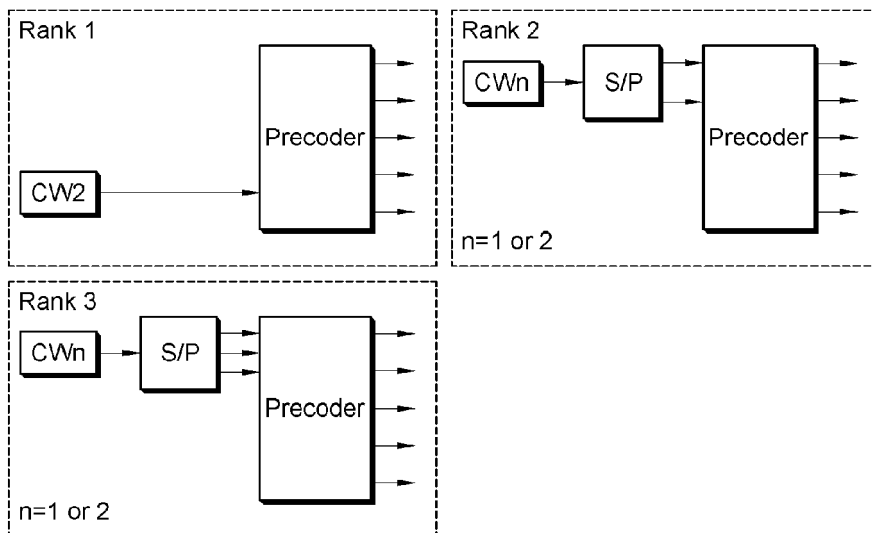 Rank 1
Precoder
CW2
Rank 2
CWn
S/P
Precoder
n=1 or 2
Rank 3
CWn
S/P
Precoder
n=1 or 2